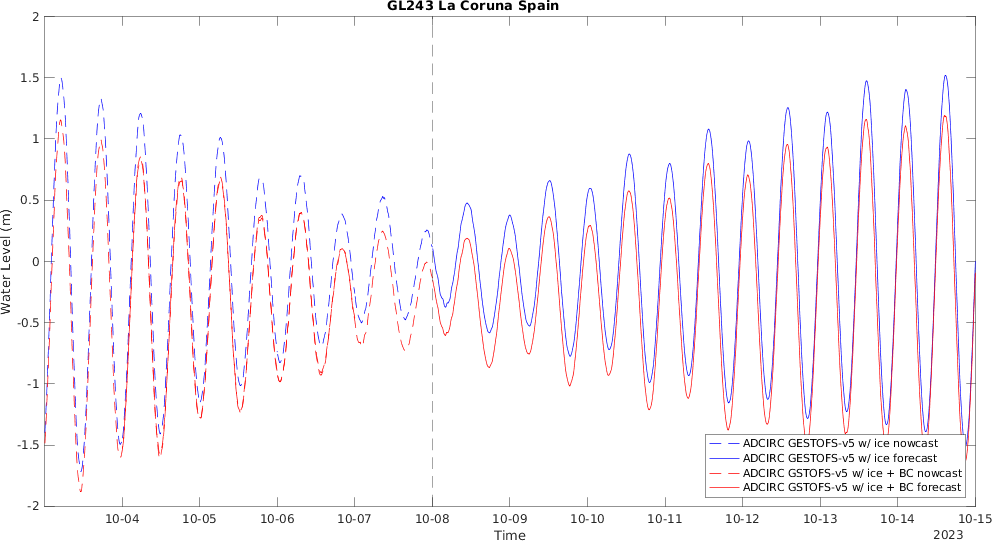 GL243 La Coruna Spain
Water Level (m)
2
1.5
1
0.5
0
-0.5
-1
-1.5
-2
ADCIRC GESTOFS-v5 w/ ice nowcast
ADCIRC GESTOFS-v5 w/ ice forecast
ADCIRC GSTOFS-v5 w/ ice + BC nowcast
ADCIRC GSTOFS-v5 w/ ice + BC forecast
10-04 10-05 10-06 10-07 10-08 10-09 10-10 10-11 10-12 10-13 10-14 10-15
Time
2023